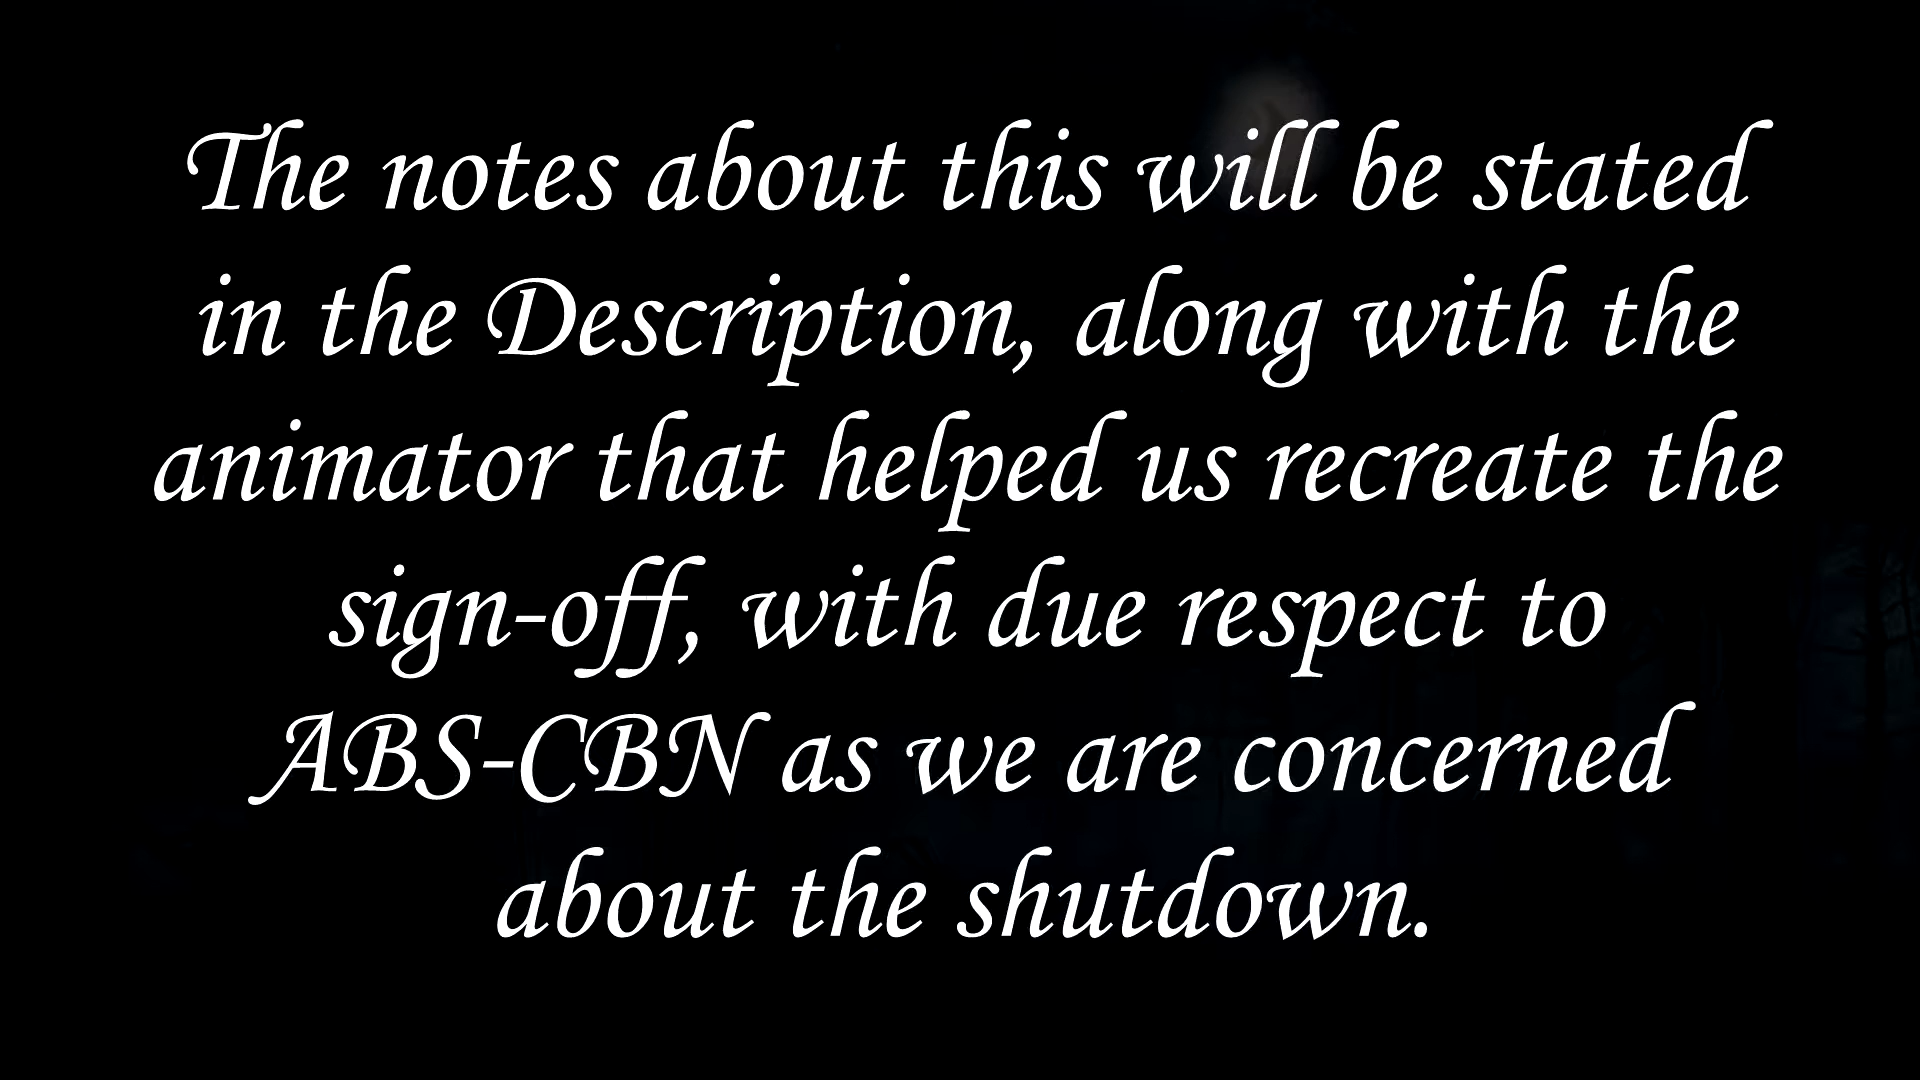 The notes about this will be stated
in the Description, along with the
animator that helped us recreate the
sign-off, with due respect to
ABS-CBN as we are concerned
about the shutdown.